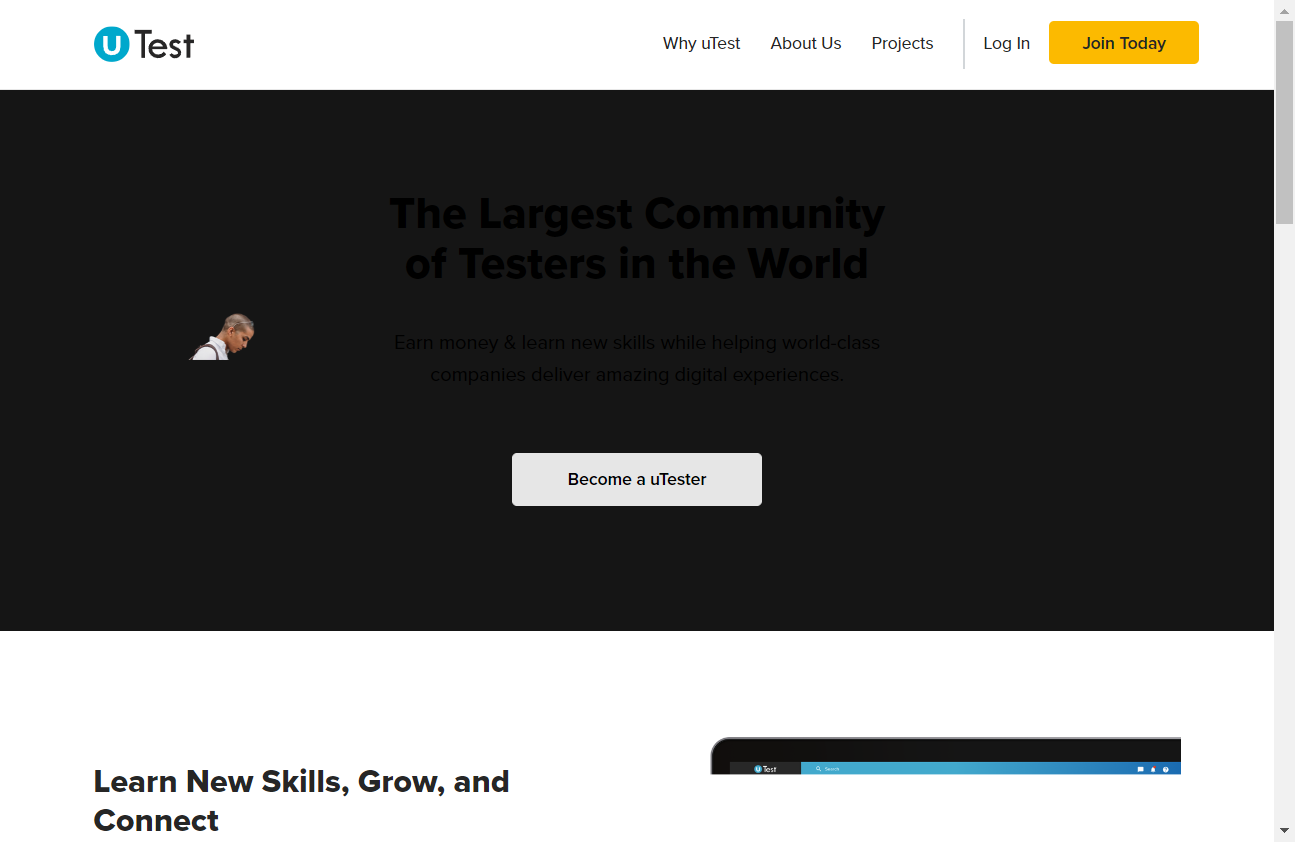 uTest
Why uTest
About Us
Projects
Log In
Join Today
The Largest Community
of Testers in the World
Earn money & learn new skills while helping world-class
companies deliver amazing digital experiences.
Become a uTester
Learn New Skills, Grow, and
Connect
uTest
Search